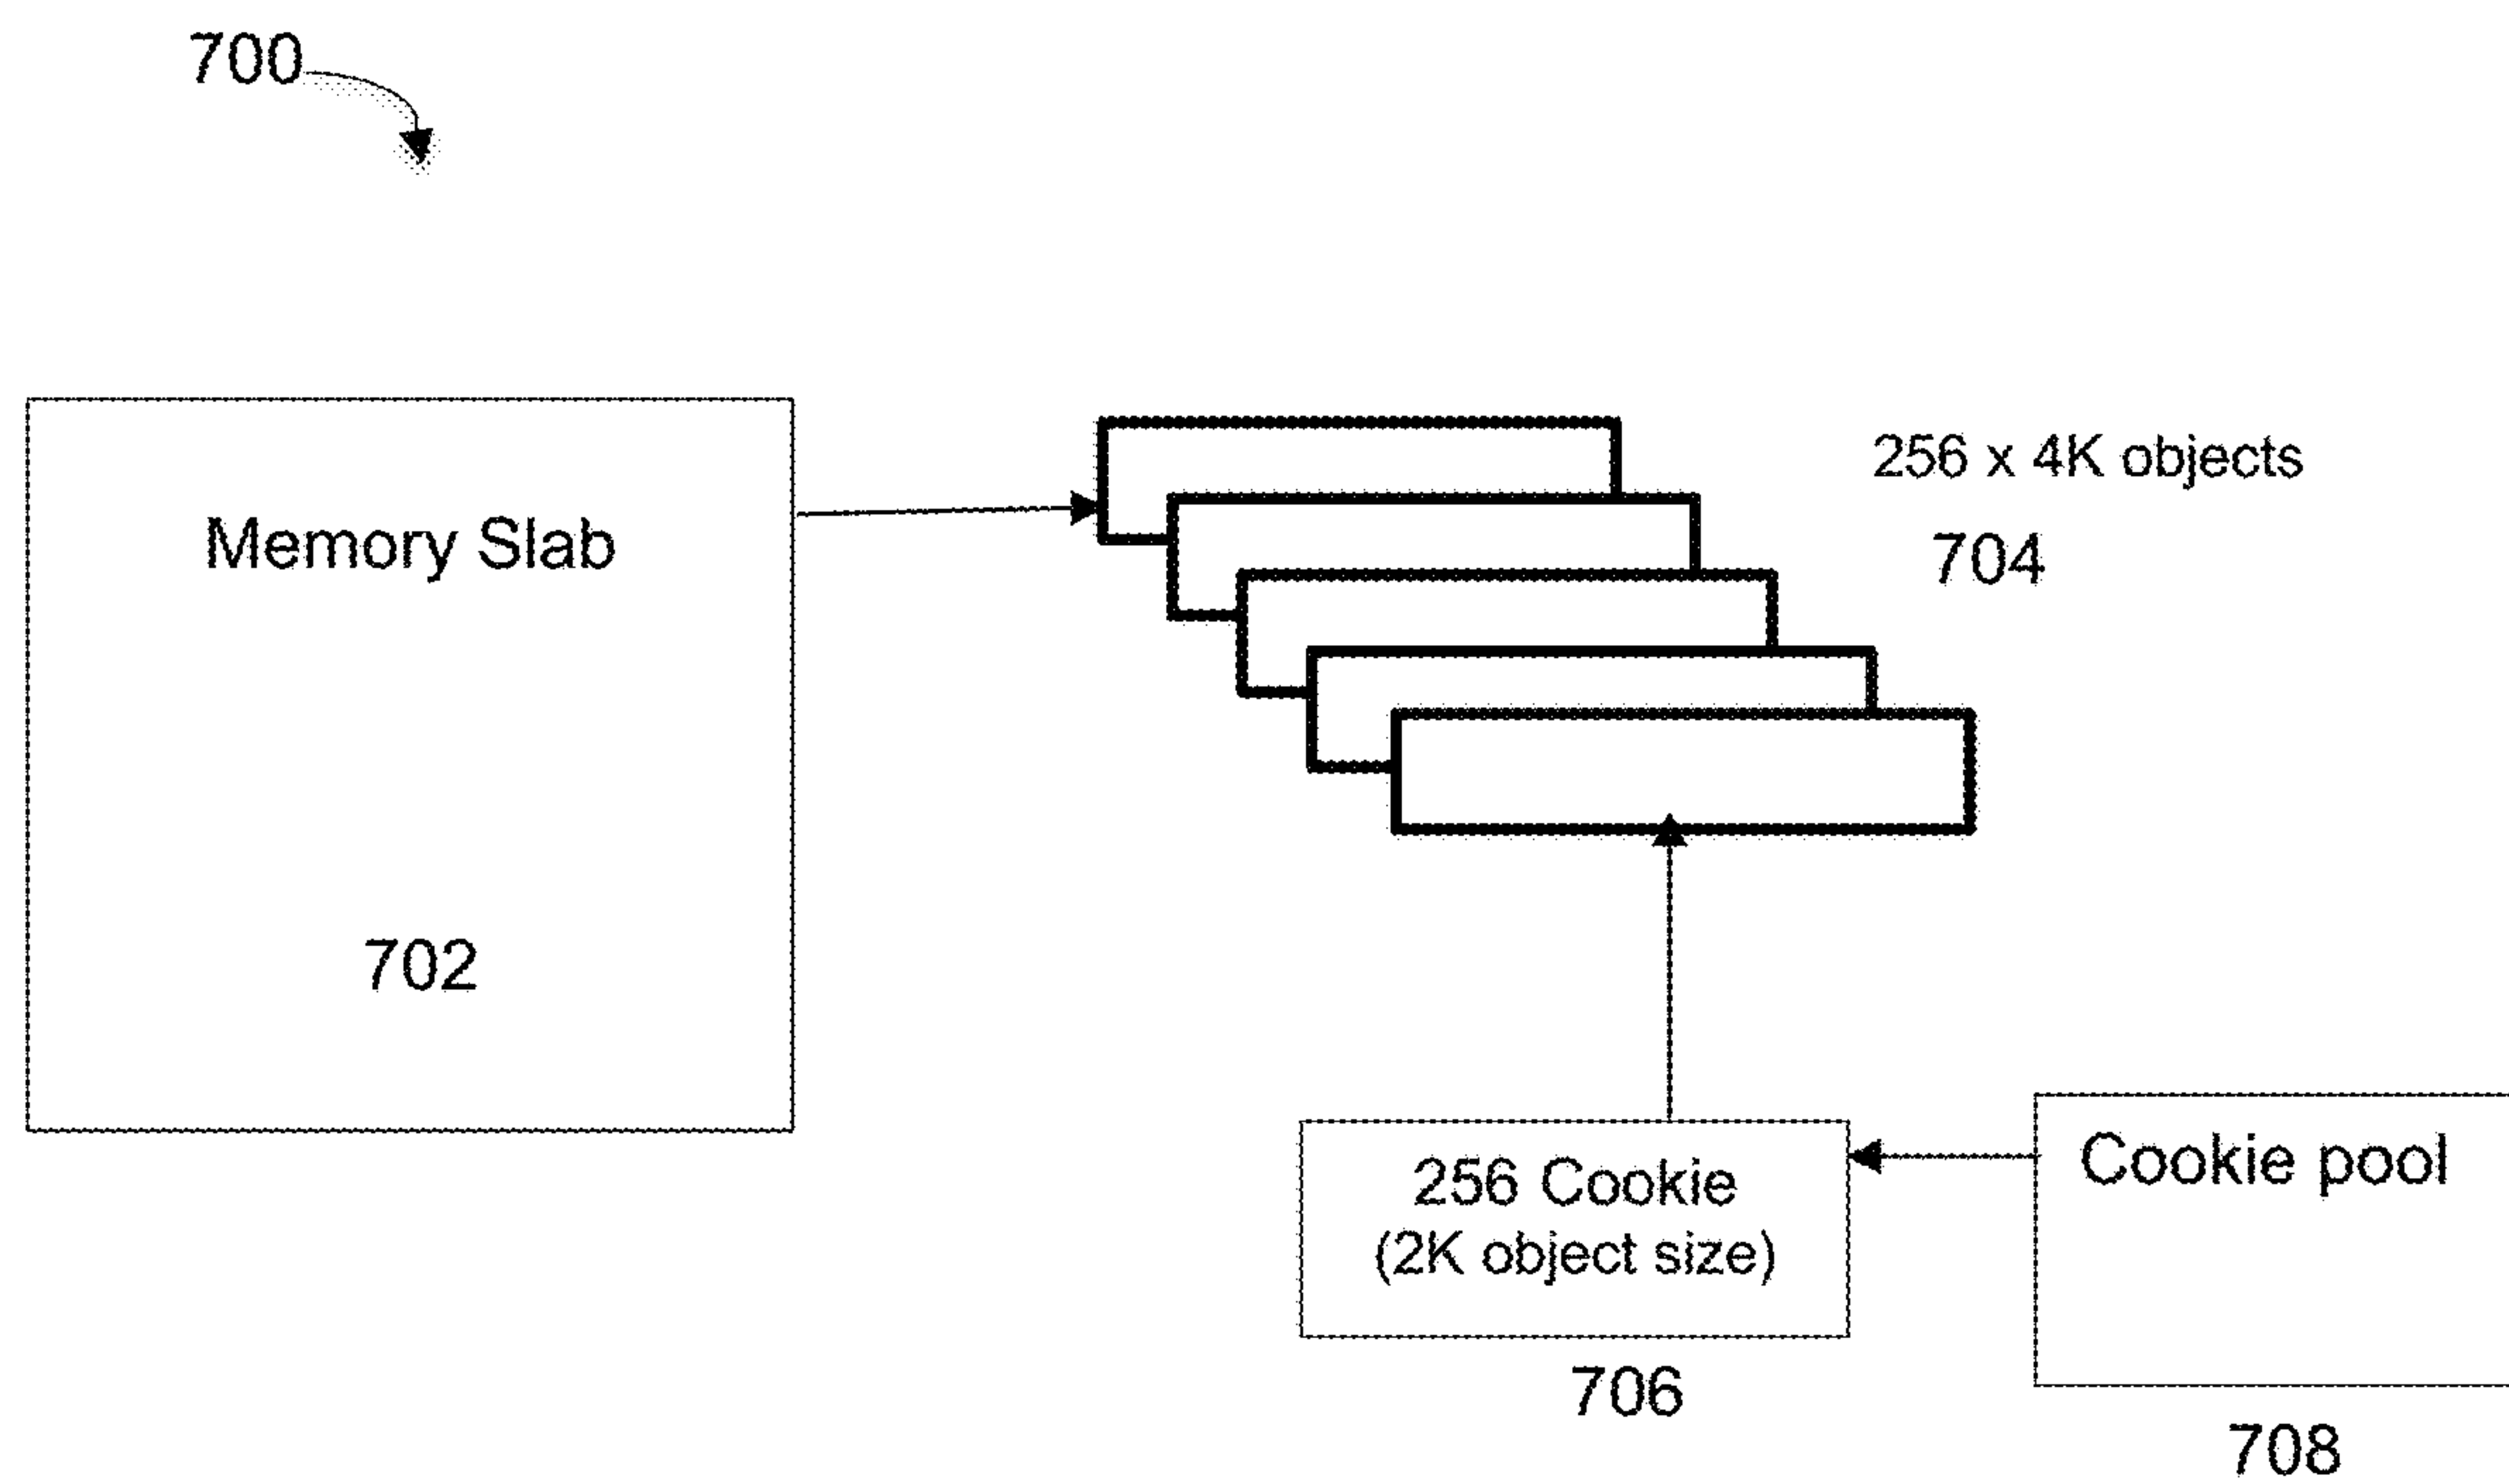 700
Memory Slab
702
256 x 4K objects
704
256 Cookie
(2K object size)
706
Cookie pool
708